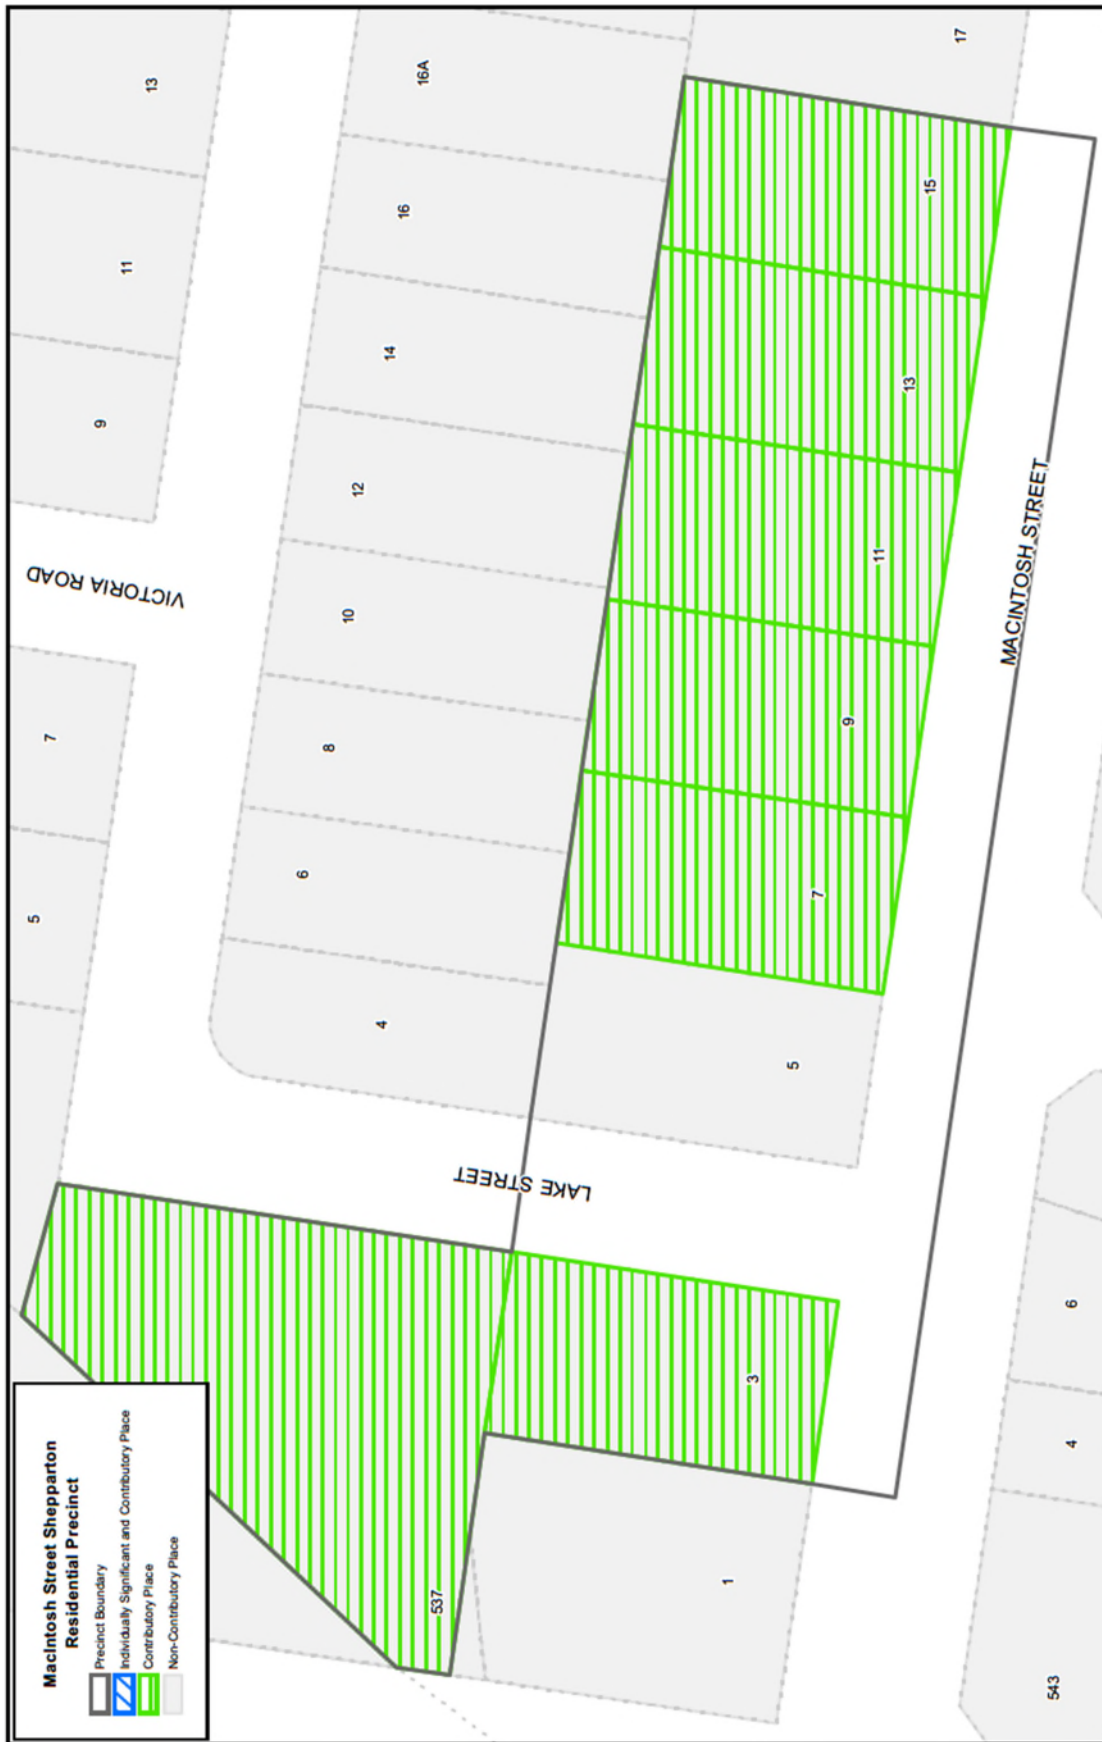 MacIntosh Street Shepparton
Residential Precinct
Precinct Boundary
Individually Significant and Contributory Place
Contributory Place
Non-Contributory Place
13
11
9
7
5
VICTORIA ROAD
16A
16
14
12
10
8
6
4
17
15
13
11
9
7
5
LAKE STREET
MACINTOSH STREET
3
537
1
6
4
543